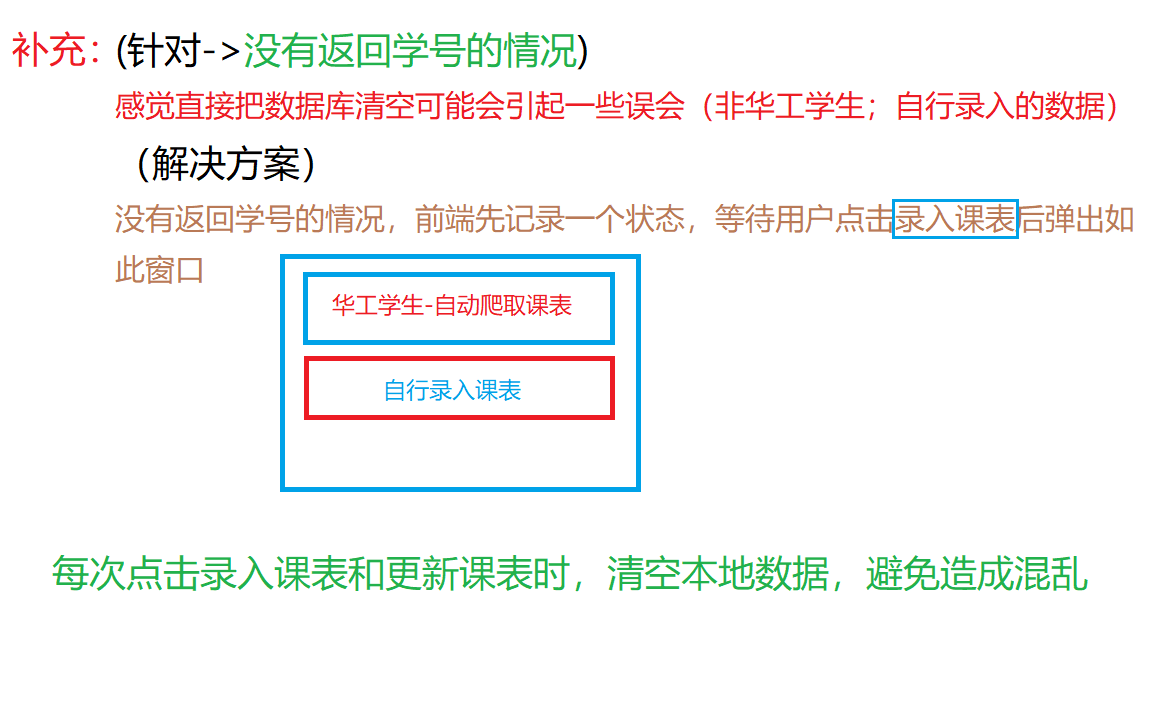 补充：(针对->没有返回学号的情况)
感觉直接把数据库清空可能会引起一些误会（非华工学生；自行录入的数据）
（解决方案）
没有返回学号的情况，前端先记录一个状态，等待用户点击录入课表后弹出如
此窗口
华工学生-自动爬取课表
自行录入课表
每次点击录入课表和更新课表时，清空本地数据，避免造成混乱